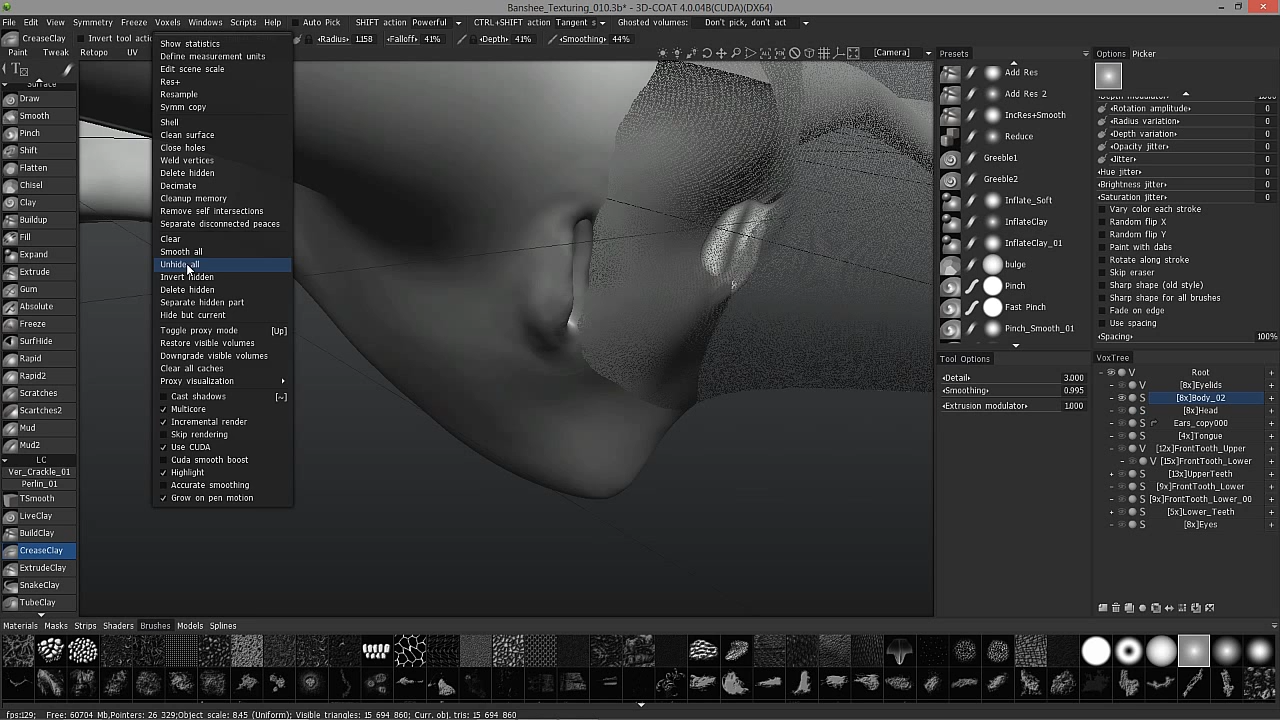 Banshee_Texturing_010.3b* - 3D-COAT 4.0.04B(CUDA)(DX64)
File Edit View Symmetry Freeze Voxels Windows Scripts Help Auto Pick SHIFT action Powerful CTRL+SHIFT action Tangent s Ghosted volumes: Don't pick, don't act
CreaseClay Invert tool actio Radius: 1.158 Falloff: 41% Depth: 41% Smoothing: 44%
Paint Tweak Retopo UV
[Camera]
Surface
Draw
Smooth
Pinch
Shift
Flatten
Chisel
Clay
Buildup
Fill
Expand
Extrude
Gum
Absolute
Freeze
SurfHide
Rapid
Rapid2
Scratches
Scartches2
Mud
Mud2
LC
Ver_Crackle_01
Perlin_01
TSmooth
LiveClay
BuildClay
CreaseClay
ExtrudeClay
SnakeClay
TubeClay
Show statistics
Define measurement units
Edit scene scale
Res+
Resample
Symm copy
Shell
Clean surface
Close holes
Weld vertices
Delete hidden
Decimate
Cleanup memory
Remove self intersections
Separate disconnected peaces
Clear
Smooth all
Unhide all
Invert hidden
Delete hidden
Separate hidden part
Hide but current
Toggle proxy mode [Up]
Restore visible volumes
Downgrade visible volumes
Clear all caches
Proxy visualization
Cast shadows [~]
Multicore
Incremental render
Skip rendering
Use CUDA
Cuda smooth boost
Highlight
Accurate smoothing
Grow on pen motion
Presets
Add Res
Add Res 2
IncRes+Smooth
Reduce
Greeble1
Greeble2
Inflate_Soft
InflateClay
InflateClay_01
bulge
Pinch
Fast Pinch
Pinch_Smooth_01
Tool Options
Detail: 3.000
Smoothing: 0.995
Extrusion modulator: 1.000
Options Picker
Depth modulator:
Rotation amplitude: 0
Radius variation: 0
Depth variation: 0
Opacity jitter: 0
Jitter: 0
Hue jitter: 0
Brightness jitter: 0
Saturation jitter: 0
Vary color each stroke
Random flip X
Random flip Y
Paint with dabs
Rotate along stroke
Skip eraser
Sharp shape (old style)
Sharp shape for all brushes
Fade on edge
Use spacing
Spacing: 100%
VoxTree
V Root
V [8x]Eyelids
S [8x]Body_02
S [8x]Head
S Ears_copy000
S [4x]Tongue
V [12x]FrontTooth_Upper
V [15x]FrontTooth_Lower
S [13x]UpperTeeth
S [9x]FrontTooth_Lower
S [9x]FrontTooth_Lower_00
S [5x]Lower_Teeth
S [8x]Eyes
Materials Masks Strips Shaders Brushes Models Splines
fps:129; Free: 60704 Mb,Pointers: 26 329;Object scale: 8.45 (Uniform); Visible triangles: 15 694 860; Curr. obj. tris: 15 694 860